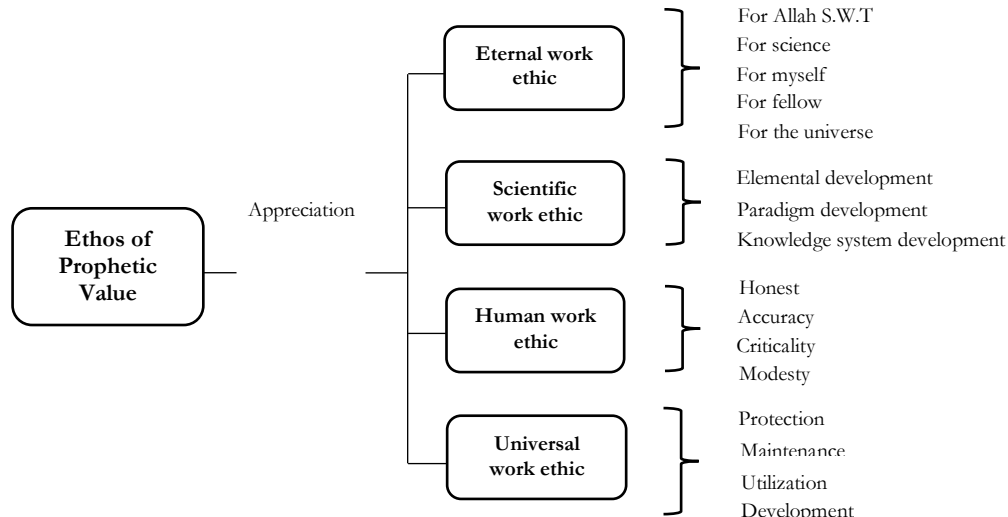 Ethos of
Prophetic
Value
Appreciation
Eternal work
ethic
For Allah S.W.T
For science
For myself
For fellow
For the universe
Scientific
work ethic
Elemental development
Paradigm development
Knowledge system development
Human work
ethic
Honest
Accuracy
Criticality
Modesty
Universal
work ethic
Protection
Maintenance
Utilization
Development